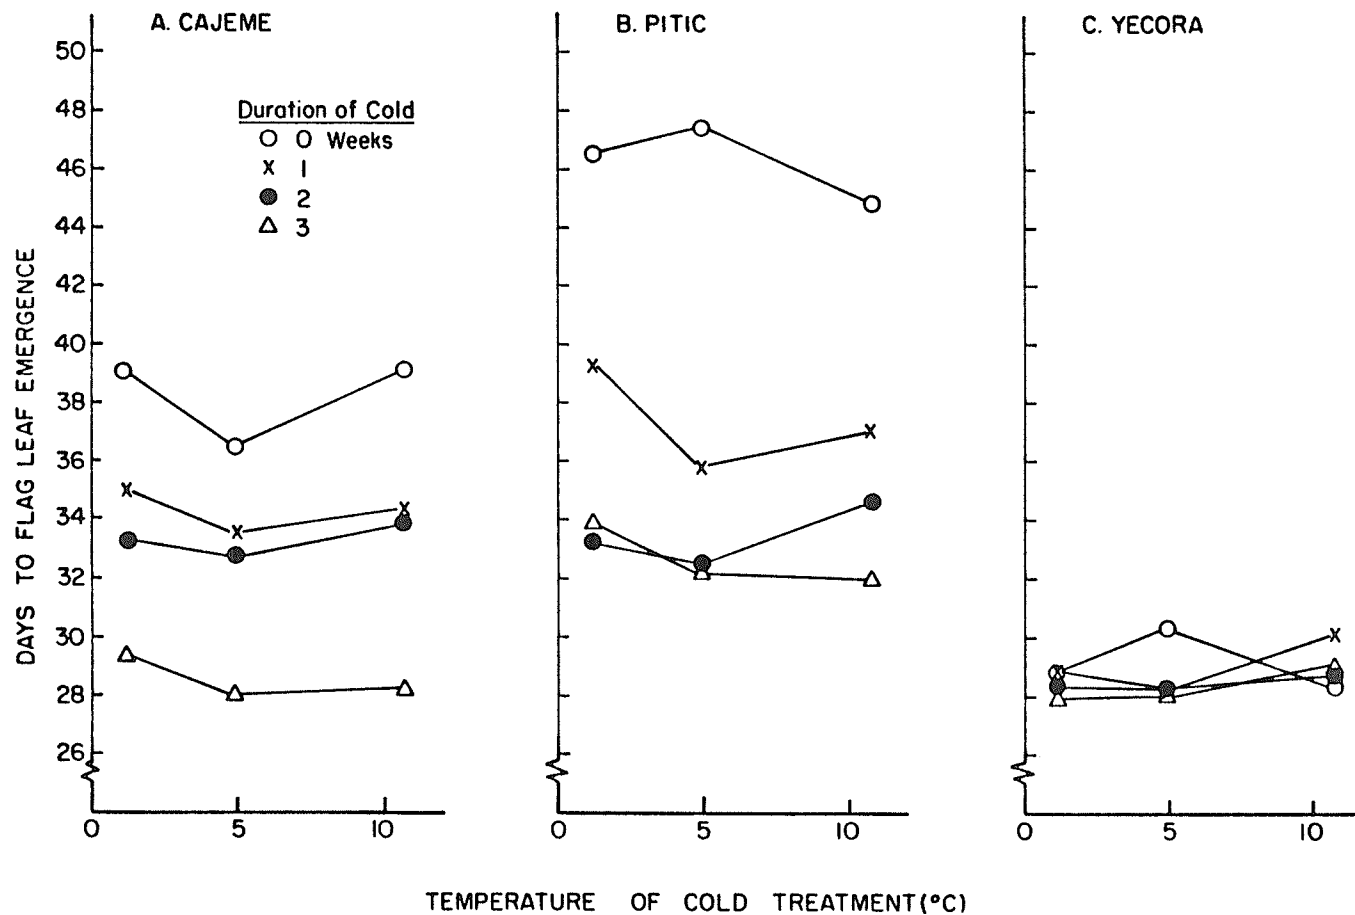 A. CAJEME
B. PITIC
C. YECORA
Duration of Cold
0 Weeks
1
2
3
DAYS TO FLAG LEAF EMERGENCE
50
48
46
44
42
40
38
36
34
32
30
28
26
0 5 10
0 5 10
0 5 10
TEMPERATURE OF COLD TREATMENT (°C)